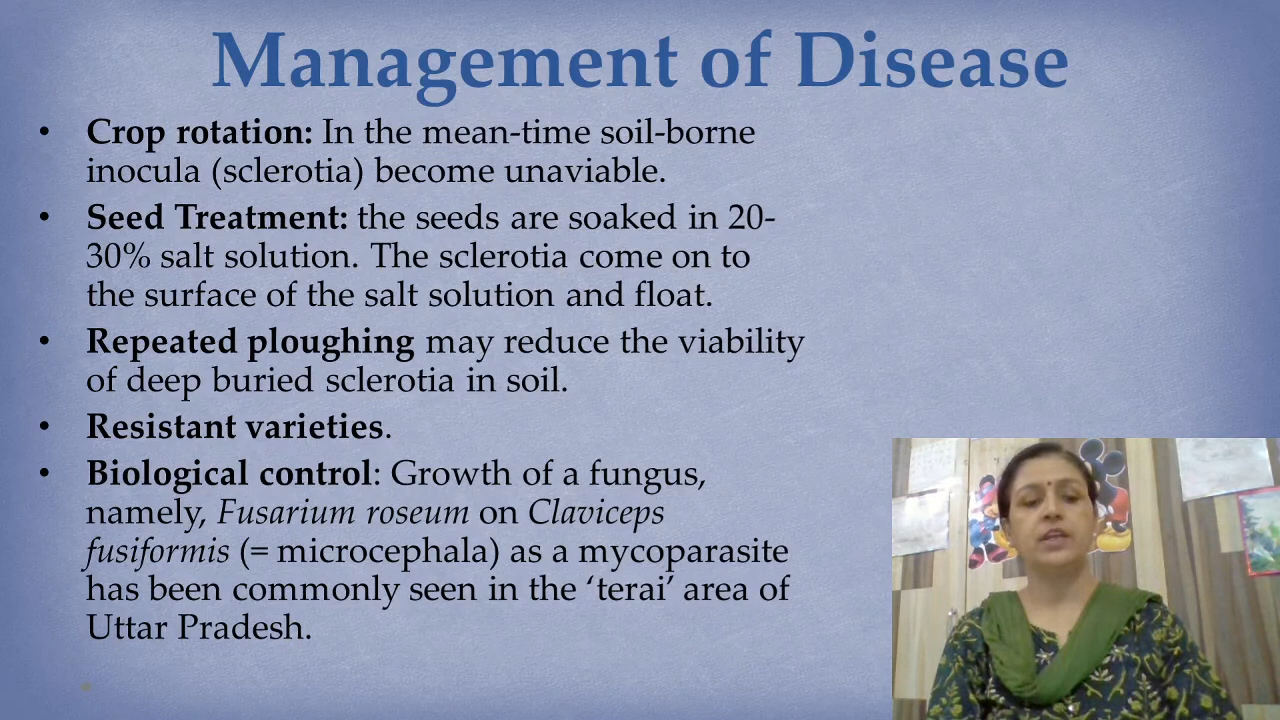 Management of Disease
• Crop rotation: In the mean-time soil-borne
inocula (sclerotia) become unaviable.
• Seed Treatment: the seeds are soaked in 20-
30% salt solution. The sclerotia come on to
the surface of the salt solution and float.
• Repeated ploughing may reduce the viability
of deep buried sclerotia in soil.
• Resistant varieties.
• Biological control: Growth of a fungus,
namely, Fusarium roseum on Claviceps
fusiformis (= microcephala) as a mycoparasite
has been commonly seen in the ‘terai’ area of
Uttar Pradesh.